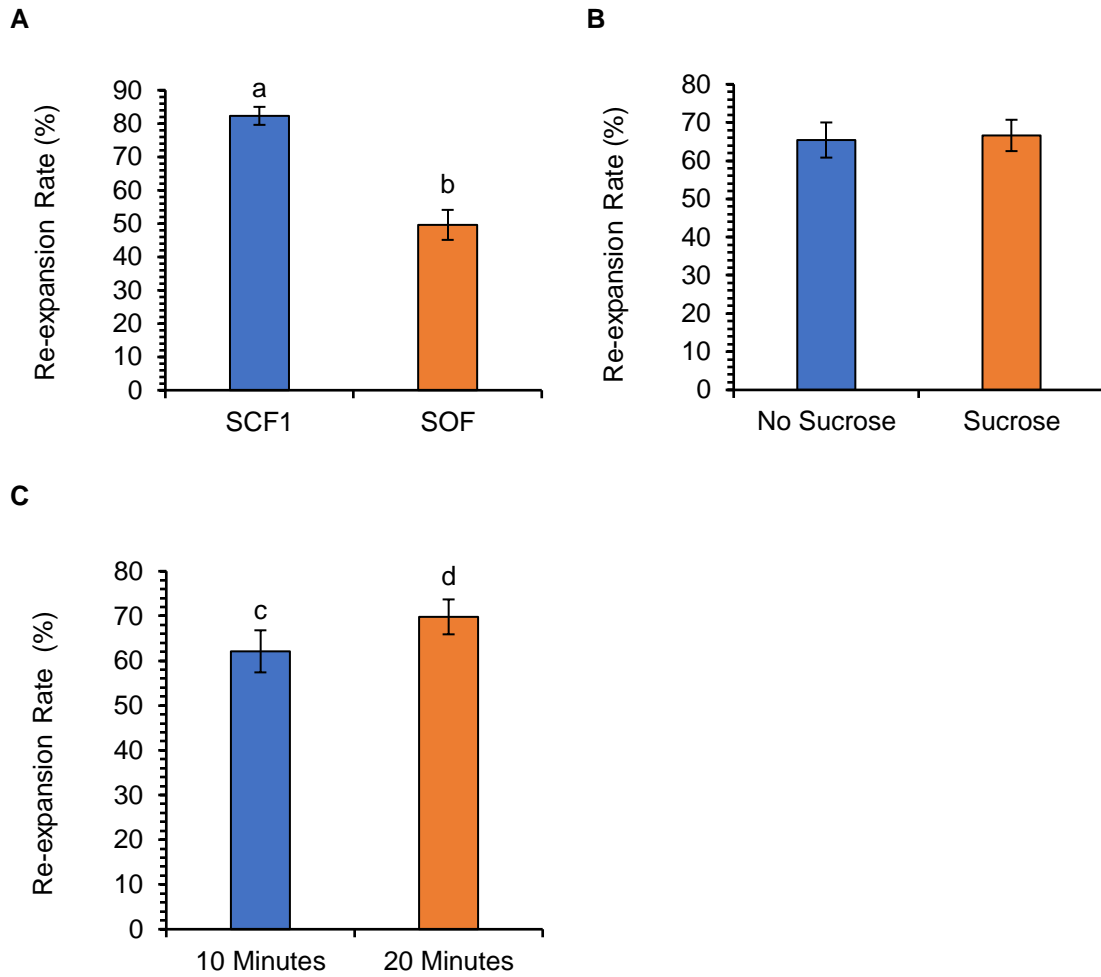 A
Re-expansion Rate (%)
90
80
70
60
50
40
30
20
10
0
a
b
SCF1 SOF
B
Re-expansion Rate (%)
80
70
60
50
40
30
20
10
0
No Sucrose Sucrose
C
Re-expansion Rate (%)
80
70
60
50
40
30
20
10
0
c
d
10 Minutes 20 Minutes